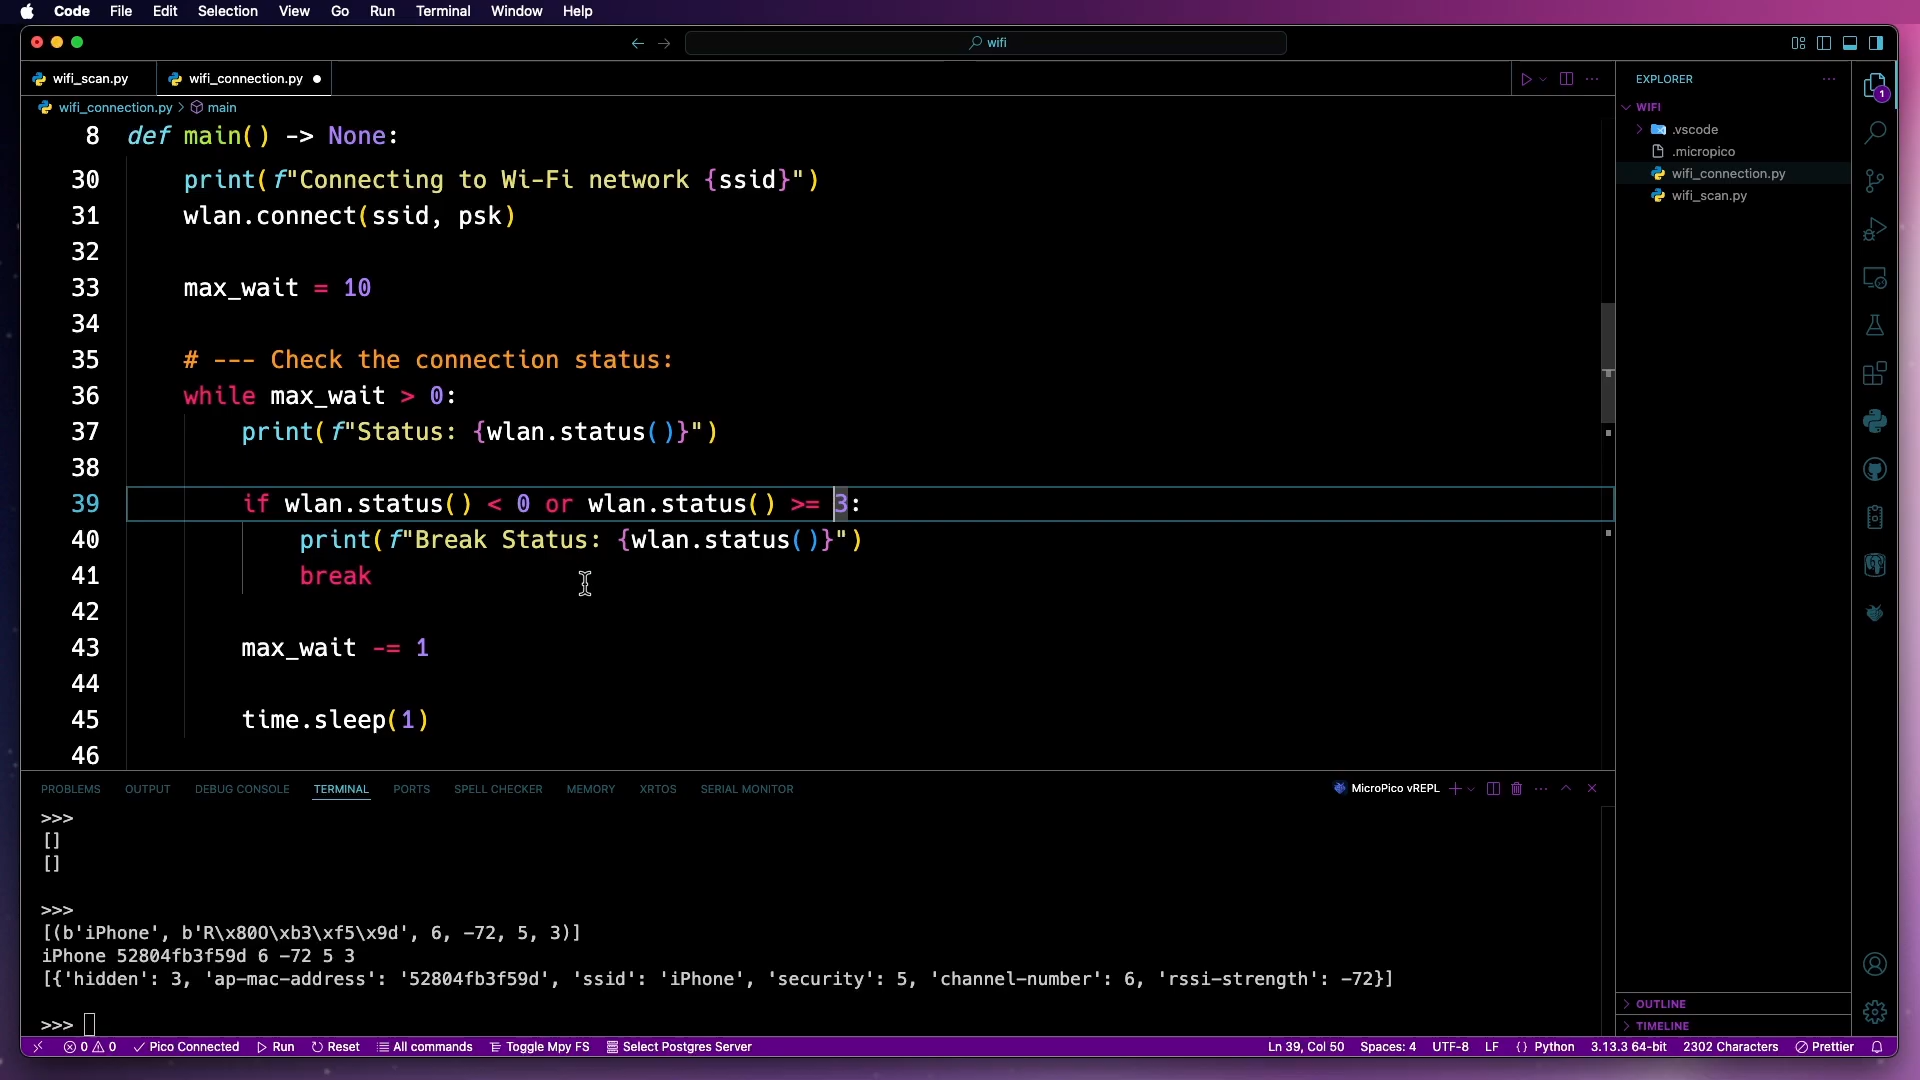 Code File Edit Selection View Go Run Terminal Window Help
wifi
wifi_scan.py wifi_connection.py
EXPLORER
wifi_connection.py > main
WIFI
.vscode
.micropico
wifi_connection.py
wifi_scan.py
8 def main() -> None:
30 print(f"Connecting to Wi-Fi network {ssid}")
31 wlan.connect(ssid, psk)
32
33 max_wait = 10
34
35 # --- Check the connection status:
36 while max_wait > 0:
37 print(f"Status: {wlan.status()}")
38
39 if wlan.status() < 0 or wlan.status() >= 3:
40 print(f"Break Status: {wlan.status()}")
41 break
42
43 max_wait -= 1
44
45 time.sleep(1)
46
1
PROBLEMS OUTPUT DEBUG CONSOLE TERMINAL PORTS SPELL CHECKER MEMORY XRTOS SERIAL MONITOR MicroPico vREPL
>>>
[]
[]
>>>
[(b'iPhone', b'R\x80O\xb3\xf5\x9d', 6, -72, 5, 3)]
iPhone 52804fb3f59d 6 -72 5 3
[{'hidden': 3, 'ap-mac-address': '52804fb3f59d', 'ssid': 'iPhone', 'security': 5, 'channel-number': 6, 'rssi-strength': -72}]
>>>
OUTLINE
TIMELINE
0 0 Pico Connected Run Reset All commands Toggle Mpy FS Select Postgres Server Ln 39, Col 50 Spaces: 4 UTF-8 LF {} Python 3.13.3 64-bit 2302 Characters Prettier